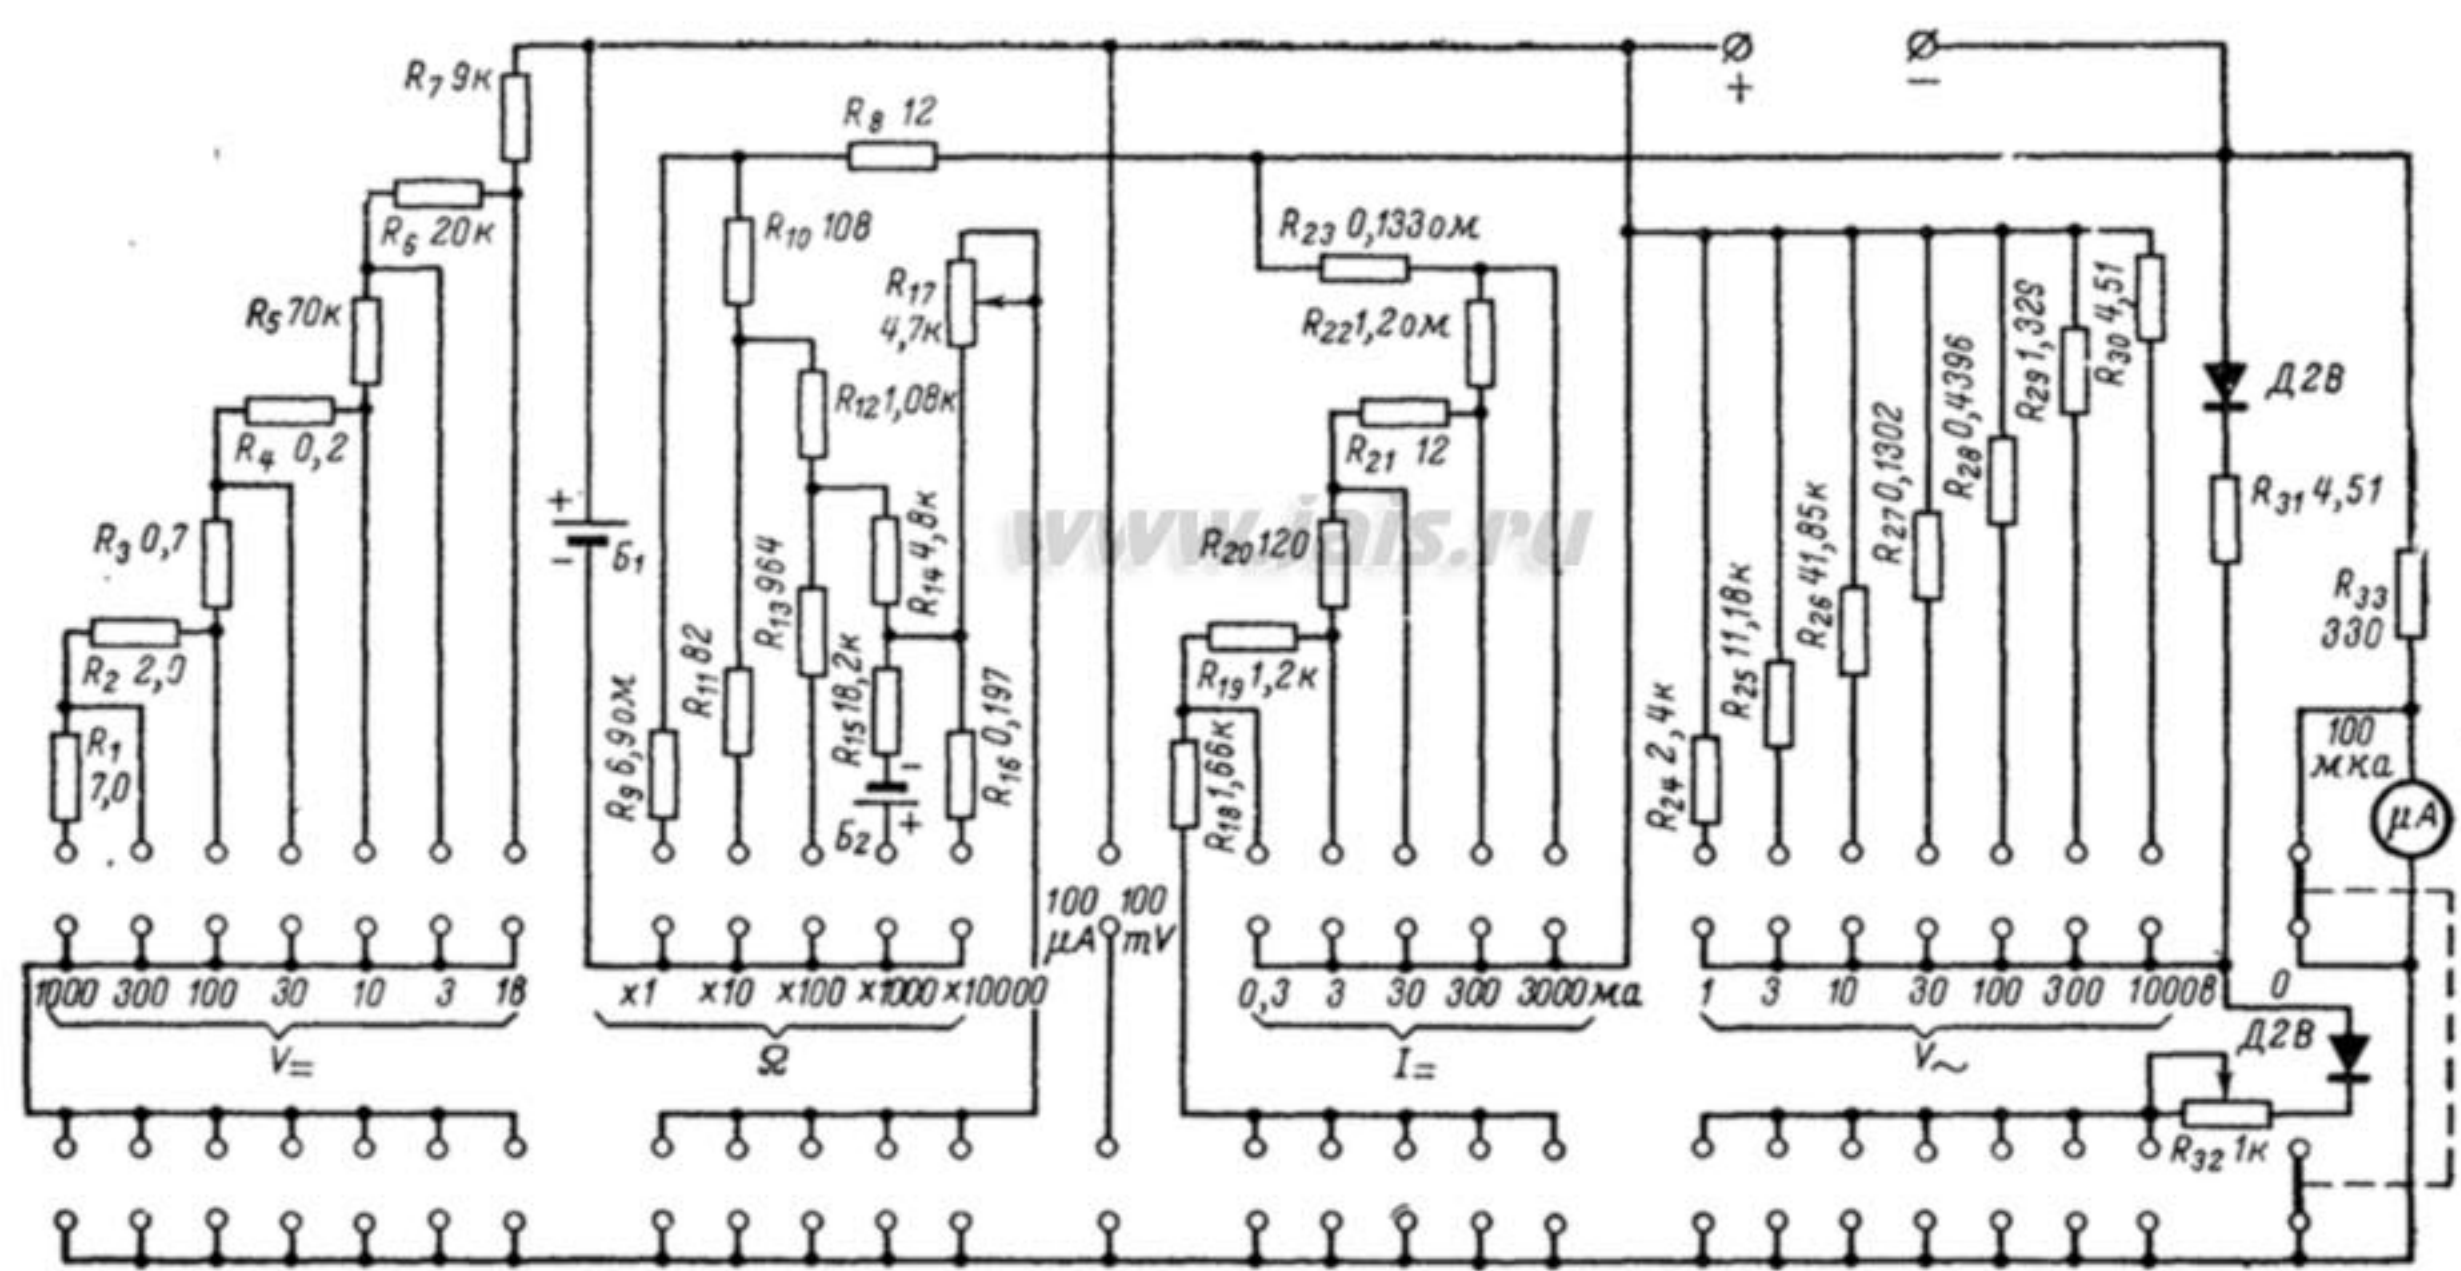 R7 9к
R8 12
+
−
R6 20к
R10 108
R17 4,7к
R23 0,133ом
R5 70к
R22 1,2ом
R29 1,32S
R30 4,51
Д2В
R12 1,08к
R4 0,2
R21 12
R28 0,4396
R27 0,1302
R31 4,51
www.jais.ru
R3 0,7
+
−
Б1
R13 964
R14 4,8к
R20 120
R26 41,85к
R25 11,18к
R33
330
R2 2,0
R11 82
R15 18,2к
R16 0,197
R19 1,2к
R24 2,4к
100
мка
R1
7,0
R9 6,9ом
−
+
Б2
R18 1,66к
μA
100 100
μA mV
1000 300 100 30 10 3 1В
x1 x10 x100 x1000 x10000
0,3 3 30 300 3000ма
1 3 10 30 100 300 1000В
0
V=
Ω
I=
V~
Д2В
R32 1к